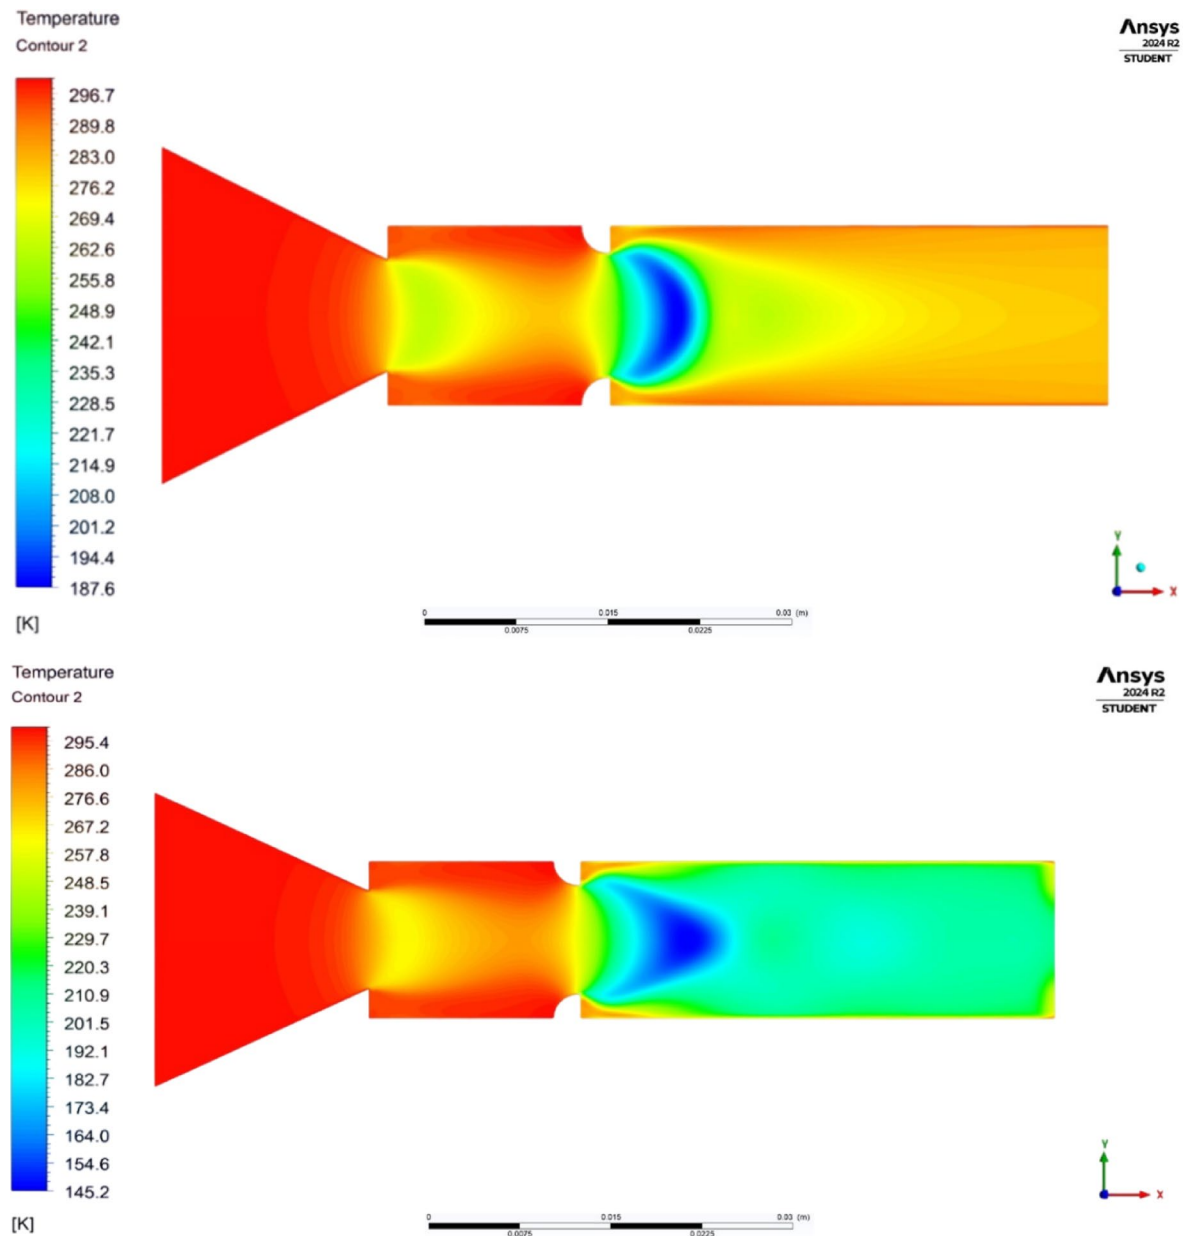 Temperature
Contour 2
Ansys
2024 R2
STUDENT
296.7
289.8
283.0
276.2
269.4
262.6
255.8
248.9
242.1
235.3
228.5
221.7
214.9
208.0
201.2
194.4
187.6
[K]
Y
X
0 0.015 0.03 (m)
0.0075 0.0225
Temperature
Contour 2
Ansys
2024 R2
STUDENT
295.4
286.0
276.6
267.2
257.8
248.5
239.1
229.7
220.3
210.9
201.5
192.1
182.7
173.4
164.0
154.6
145.2
[K]
Y
X
0 0.015 0.03 (m)
0.0075 0.0225